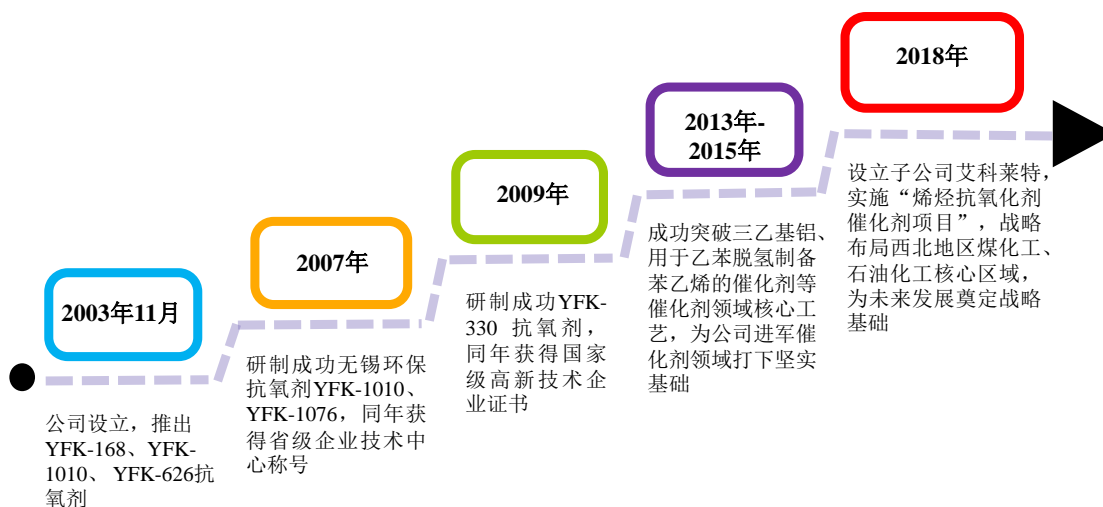 2003年11月
公司设立，推出
YFK-168、YFK-
1010、 YFK-626抗
氧剂
2007年
研制成功无锡环保
抗氧剂YFK-1010、
YFK-1076，同年获
得省级企业技术中
心称号
2009年
研制成功YFK-
330 抗氧剂，
同年获得国家
级高新技术企
业证书
2013年-
2015年
成功突破三乙基铝、
用于乙苯脱氢制备
苯乙烯的催化剂等
催化剂领域核心工
艺，为公司进军催
化剂领域打下坚实
基础
2018年
设立子公司艾科莱特，
实施“烯烃抗氧化剂
催化剂项目”，战略
布局西北地区煤化工、
石油化工核心区域，
为未来发展奠定战略
基础